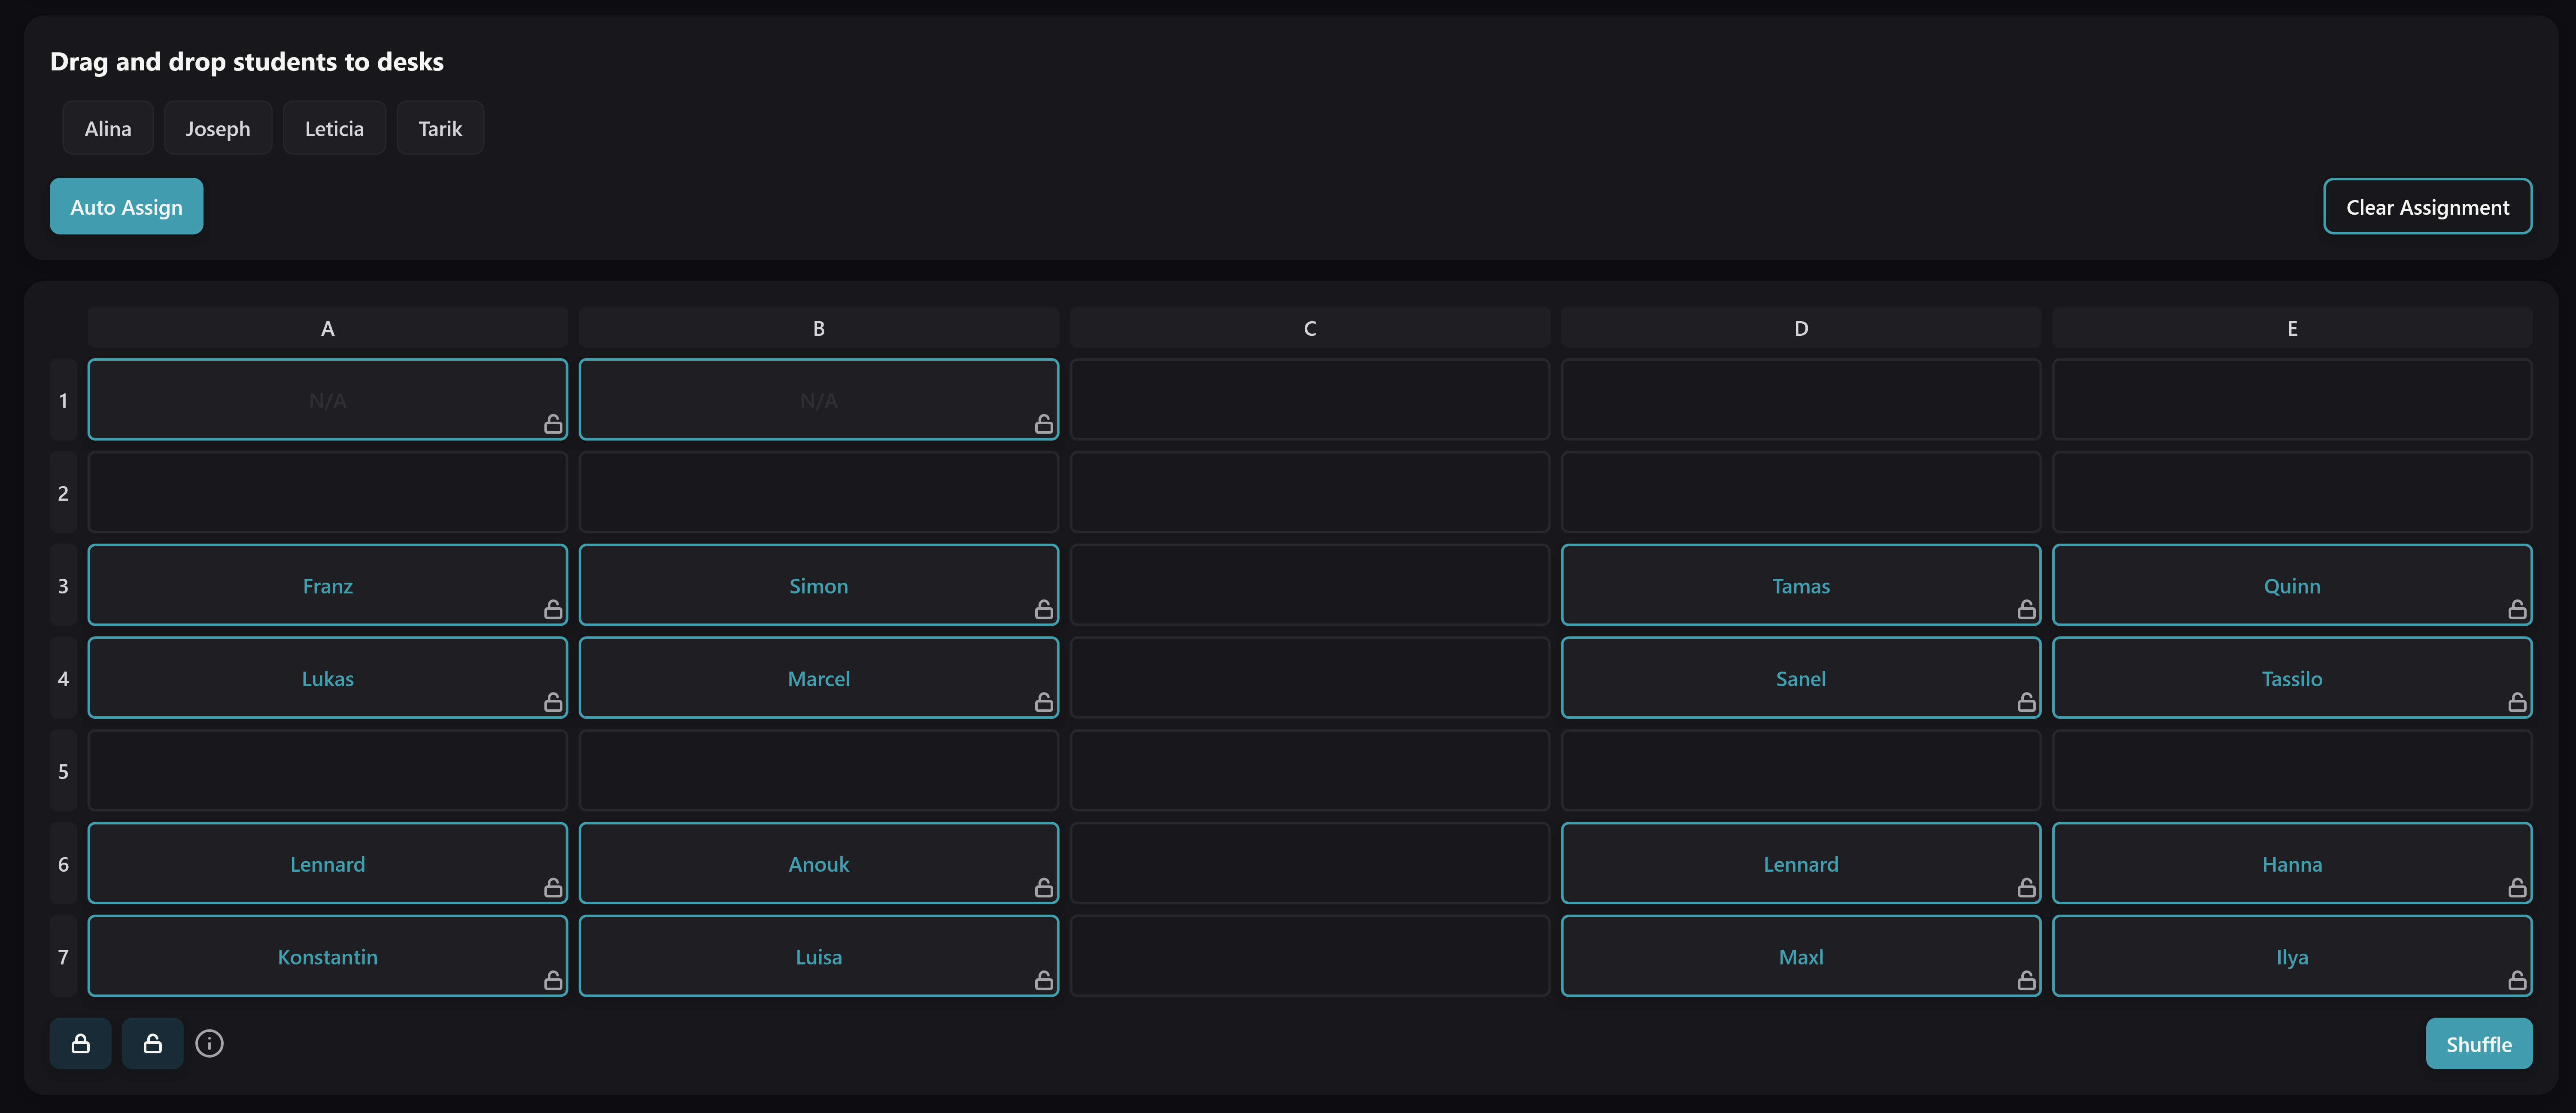 Drag and drop students to desks
Alina Joseph Leticia Tarik
Auto Assign Clear Assignment
A B C D E
1 N/A N/A
2
3 Franz Simon Tamas Quinn
4 Lukas Marcel Sanel Tassilo
5
6 Lennard Anouk Lennard Hanna
7 Konstantin Luisa Maxl Ilya
Shuffle